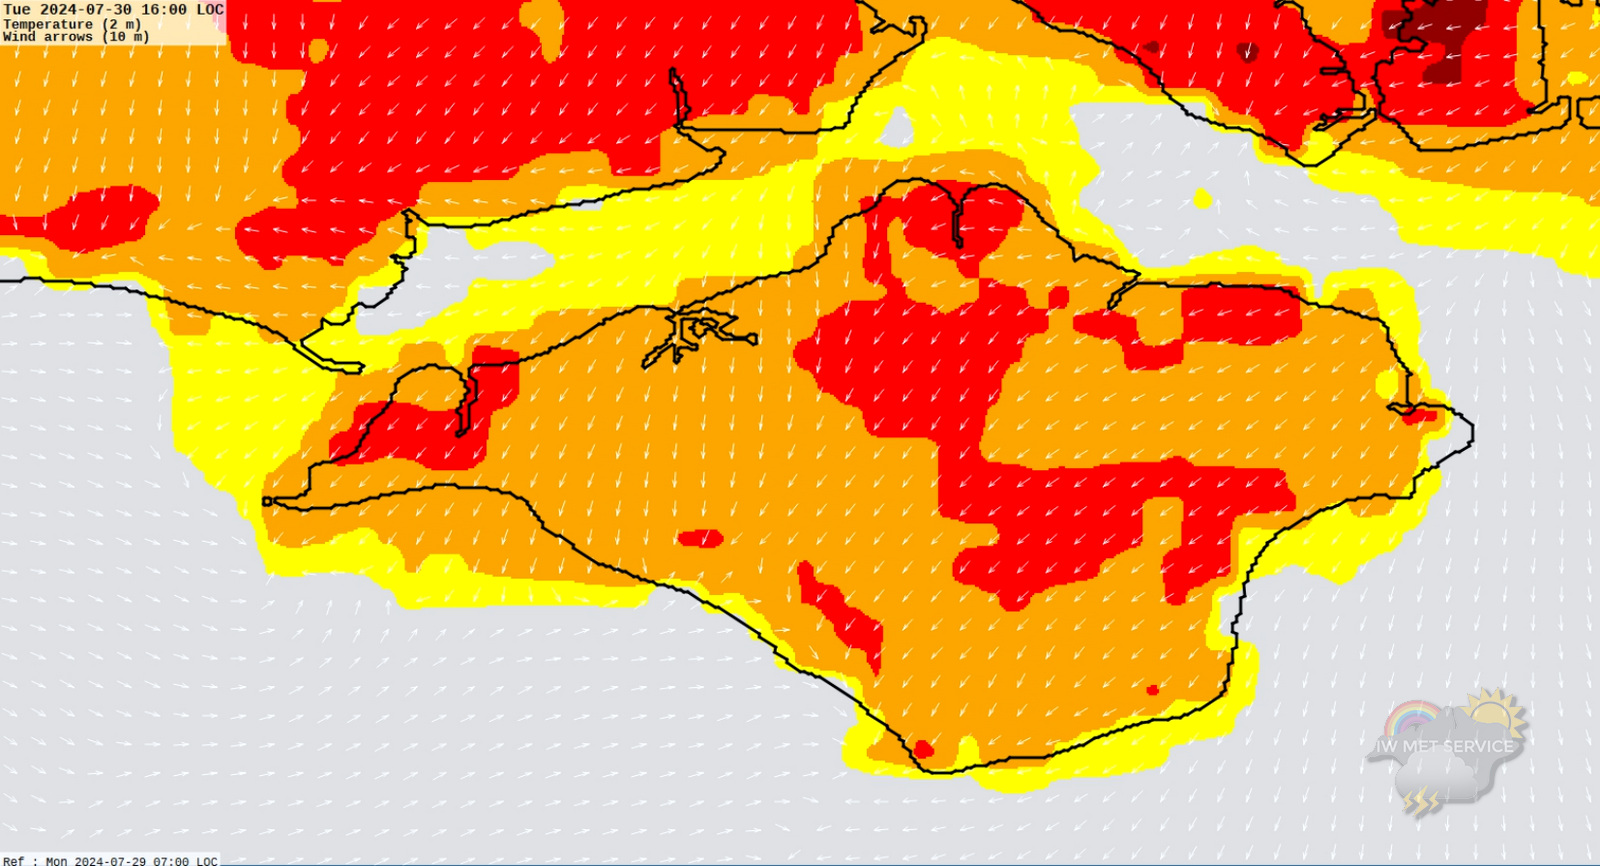 Tue 2024-07-30 16:00 LOC
Temperature (2 m)
Wind arrows (10 m)
IW MET SERVICE
Ref : Mon 2024-07-29 07:00 LOC